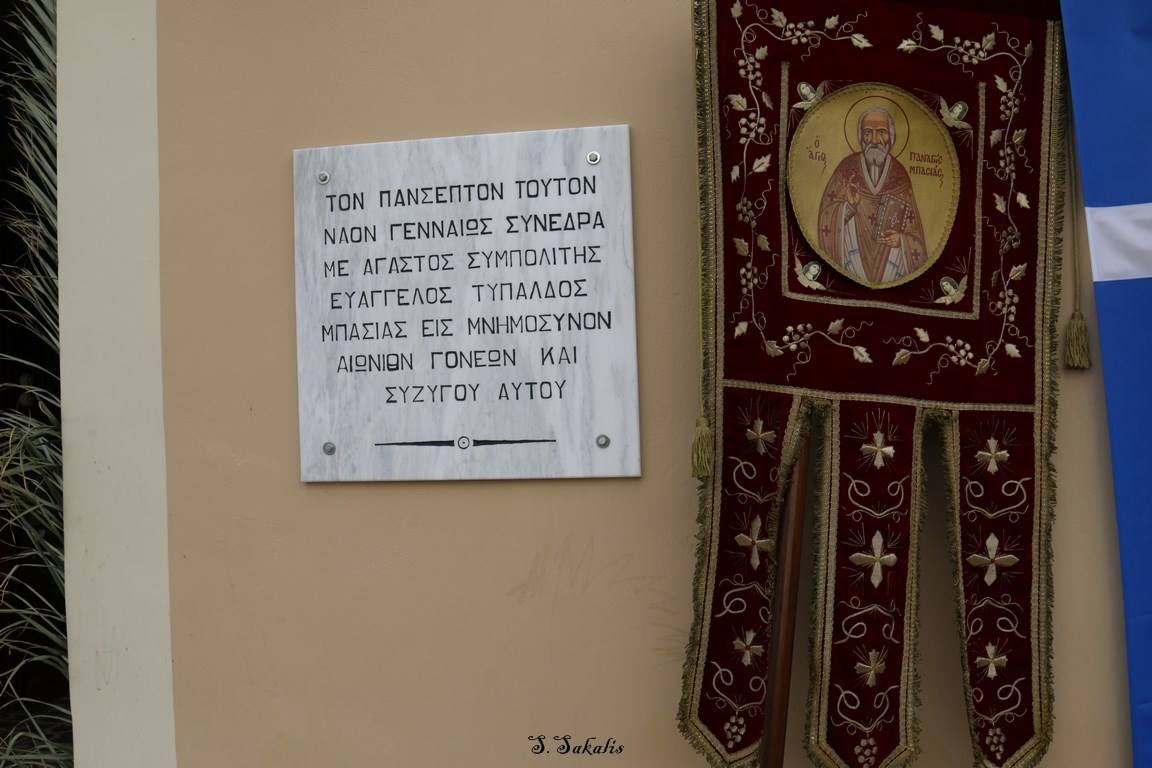 ΤΟΝ ΠΑΝΣΕΠΤΟΝ ΤΟΥΤΟΝ
ΝΑΟΝ ΓΕΝΝΑΙΩΣ ΣΥΝΕΔΡΑ
ΜΕ ΑΓΑΣΤΟΣ ΣΥΜΠΟΛΙΤΗΣ
ΕΥΑΓΓΕΛΟΣ ΤΥΠΑΛΔΟΣ
ΜΠΑΣΙΑΣ ΕΙΣ ΜΝΗΜΟΣΥΝΟΝ
ΑΙΩΝΙΟΝ ΓΟΝΕΩΝ ΚΑΙ
ΣΥΖΥΓΟΥ ΑΥΤΟΥ
Ο ΑΓΙΟΣ
ΠΑΝΑΓΗΣ
ΜΠΑΣΙΑΣ
S. Sakalis